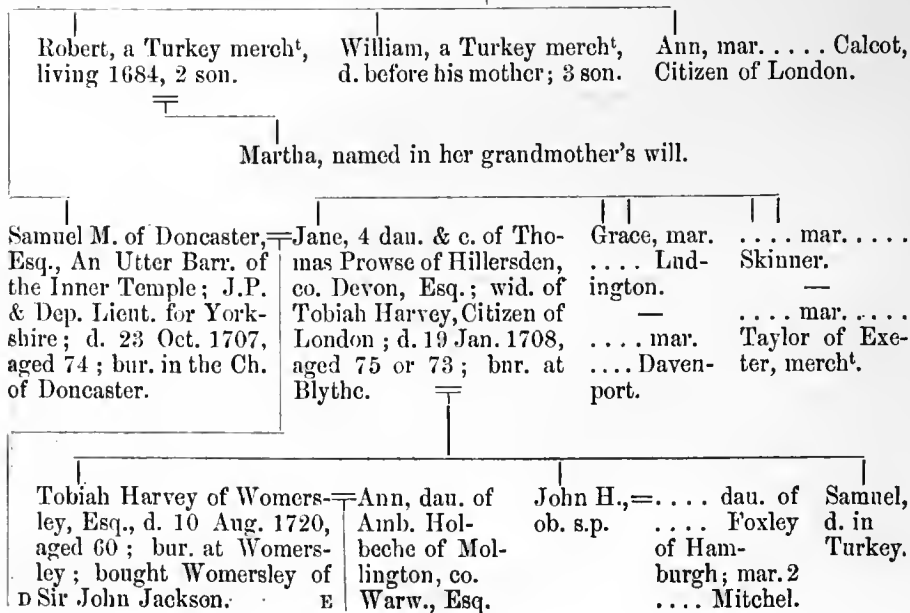 Robert, a Turkey mercht,
living 1684, 2 son.
William, a Turkey mercht,
d. before his mother; 3 son.
Ann, mar. . . . . . Calcot,
Citizen of London.
Martha, named in her grandmother's will.
Samuel M. of Doncaster,
Esq., An Utter Barr. of
the Inner Temple; J.P.
& Dep. Lieut. for York-
shire; d. 23 Oct. 1707,
aged 74; bur. in the Ch.
of Doncaster.
Jane, 4 dau. & c. of Tho-
mas Prowse of Hillersden,
co. Devon, Esq.; wid. of
Tobiah Harvey, Citizen of
London; d. 19 Jan. 1708,
aged 75 or 73; bur. at
Blythe.
Grace, mar.
. . . . Lud-
ington.
—
. . . . mar.
. . . . Daven-
port.
. . . . mar. . . . . .
Skinner.
—
. . . . mar. . . . . .
Taylor of Exe-
ter, mercht.
Tobiah Harvey of Womers-
ley, Esq., d. 10 Aug. 1720,
aged 60; bur. at Womers-
ley; bought Womersley of
D Sir John Jackson. E
Ann, dau. of
Amb. Hol-
beche of Mol-
lington, co.
Warw., Esq.
John H.,
ob. s.p.
. . . . dau. of
. . . . Foxley
of Ham-
burgh; mar. 2
. . . . Mitchel.
Samuel,
d. in
Turkey.